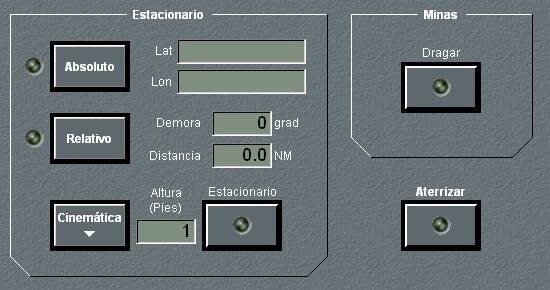 Estacionario
Minas
Lat
Absoluto
Lon
Dragar
Demora 0 grad
Relativo
Distancia 0.0 NM
Altura
(Pies)
Estacionario
Cinemática
1
Aterrizar